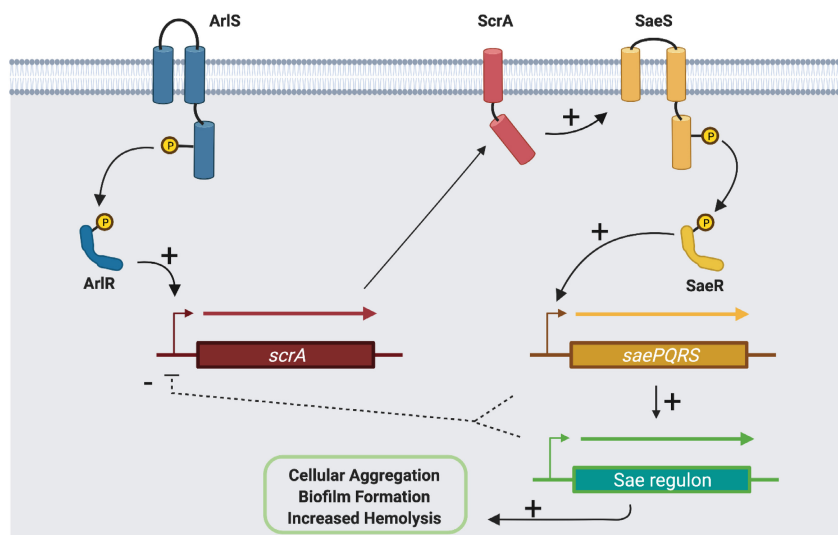 ArlS
ScrA
SaeS
+
P
P
P
P
+
+
ArlR
SaeR
scrA
saePQRS
-
+
Cellular Aggregation
Biofilm Formation
Increased Hemolysis
Sae regulon
+